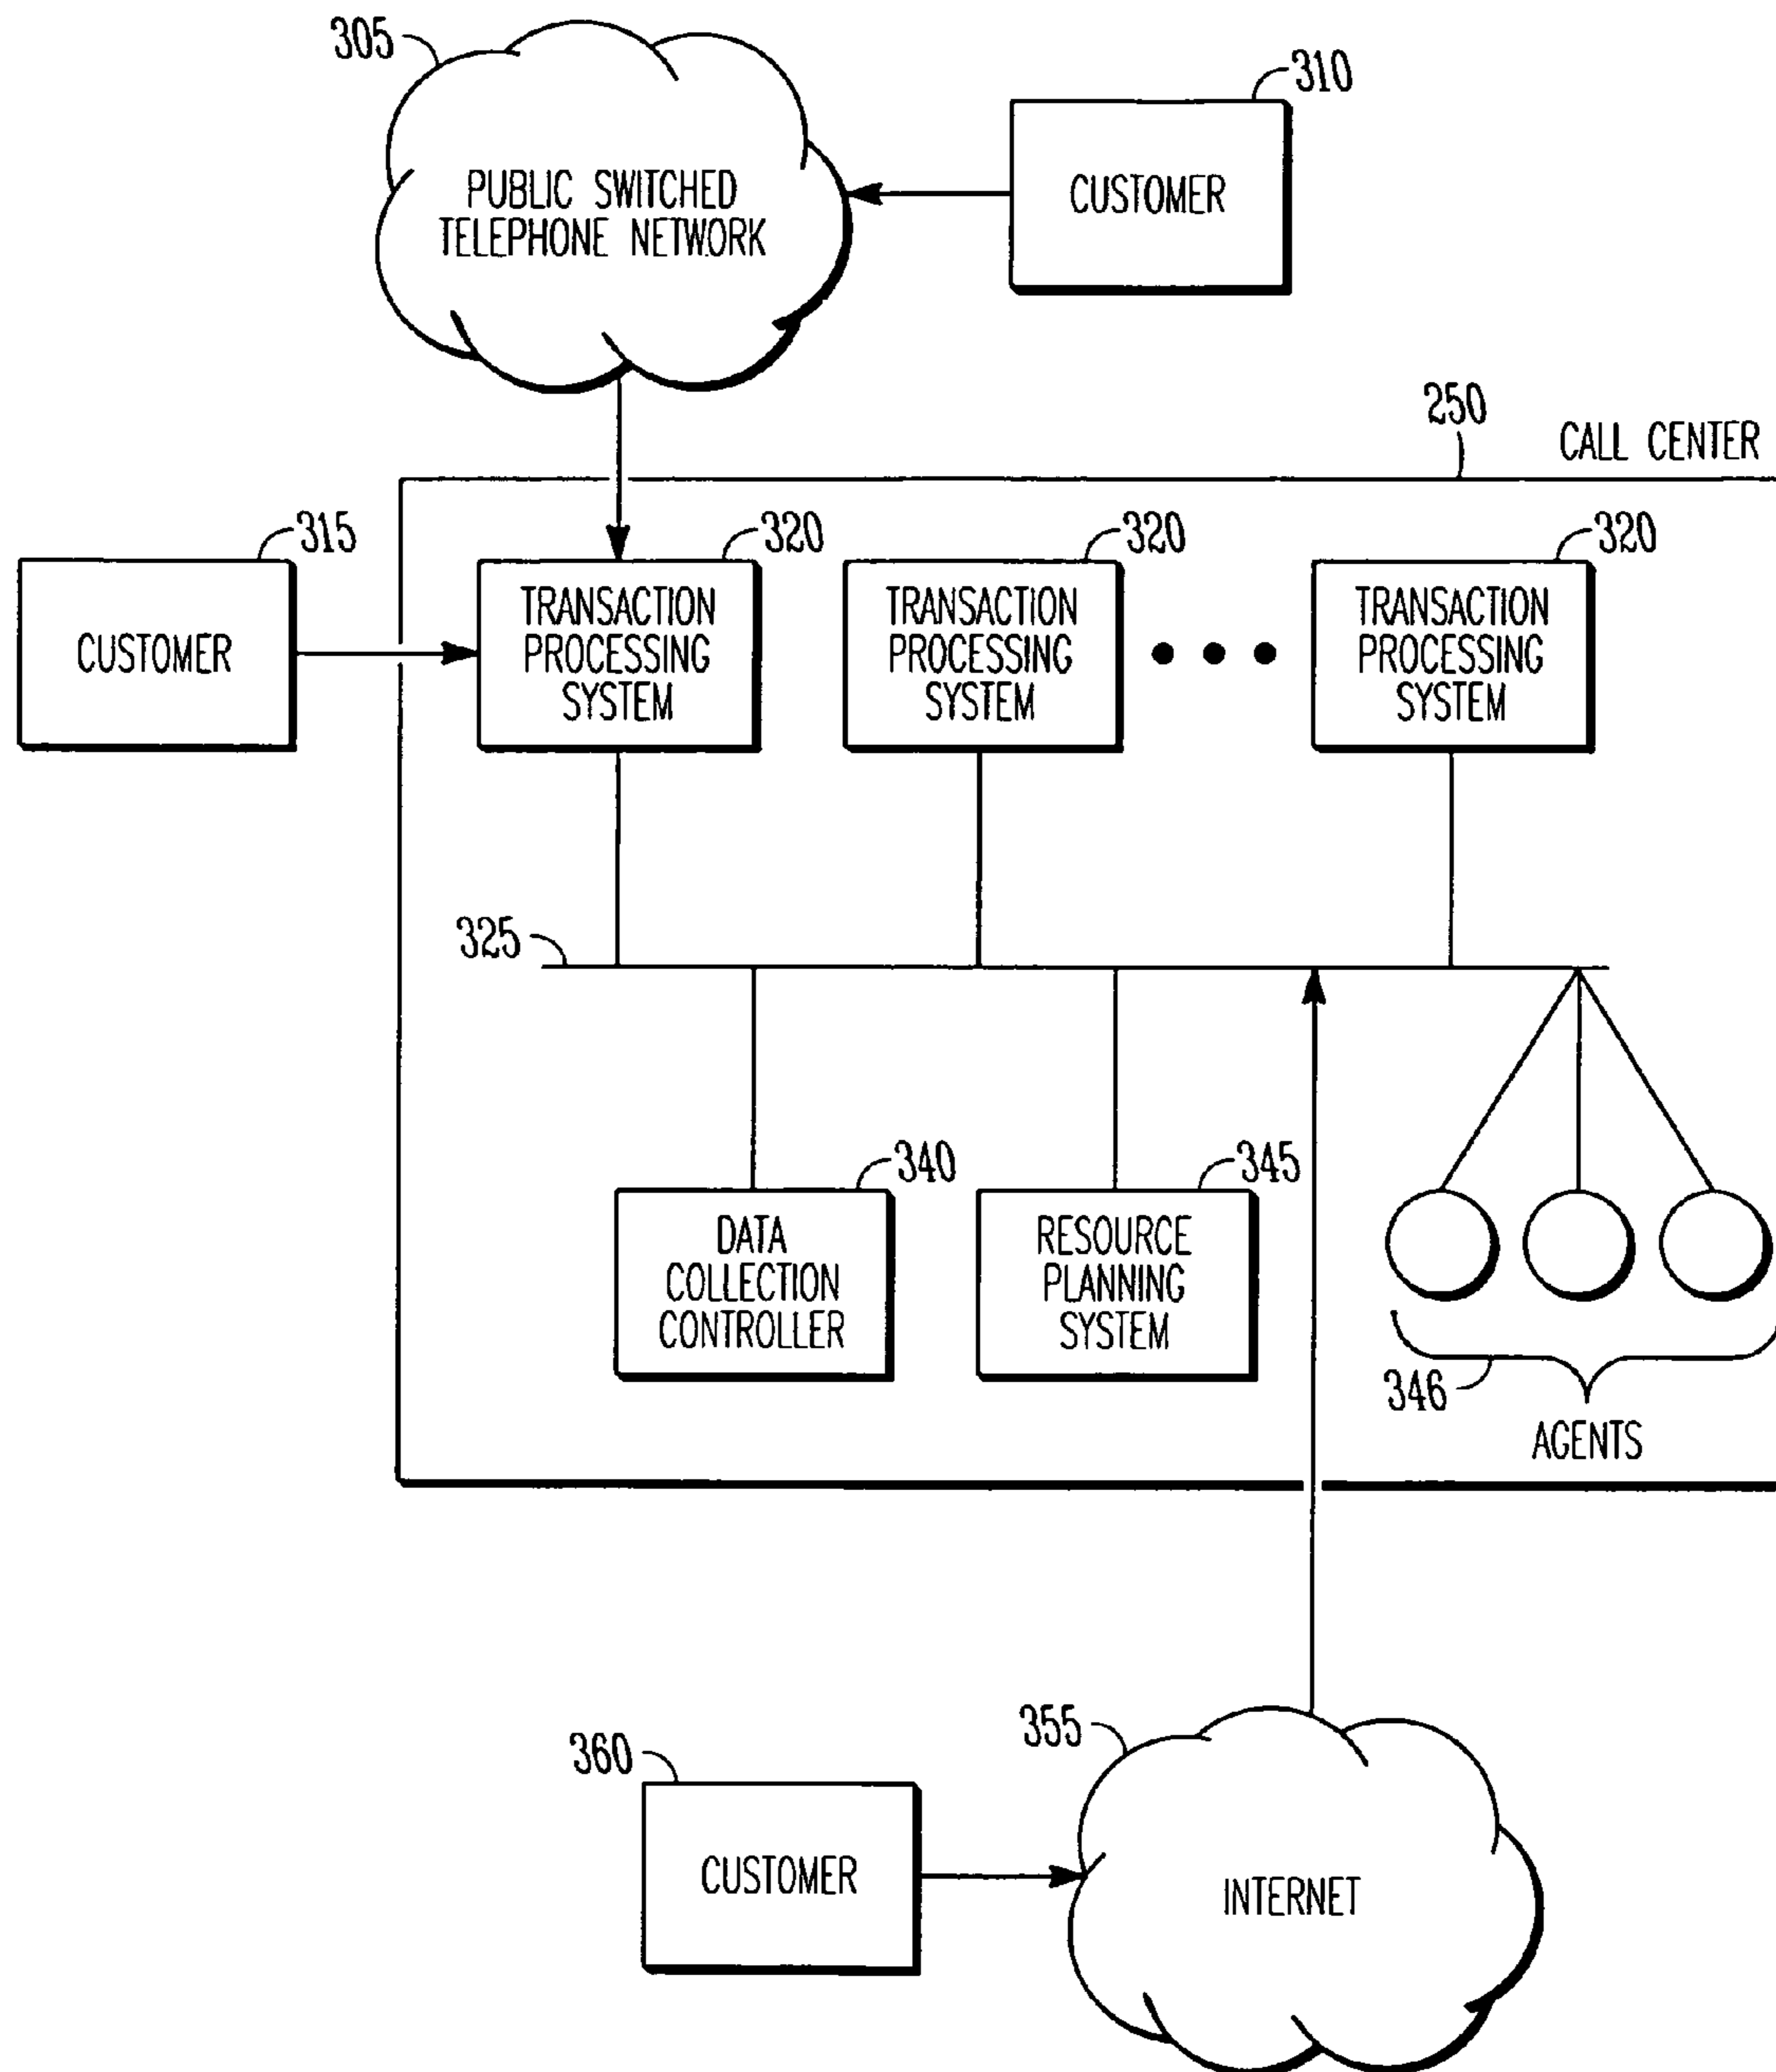 305
310
PUBLIC SWITCHED
TELEPHONE NETWORK
CUSTOMER
250
CALL CENTER
315
320
320
320
CUSTOMER
TRANSACTION
PROCESSING
SYSTEM
TRANSACTION
PROCESSING
SYSTEM
TRANSACTION
PROCESSING
SYSTEM
325
340
345
DATA
COLLECTION
CONTROLLER
RESOURCE
PLANNING
SYSTEM
346
AGENTS
355
360
CUSTOMER
INTERNET